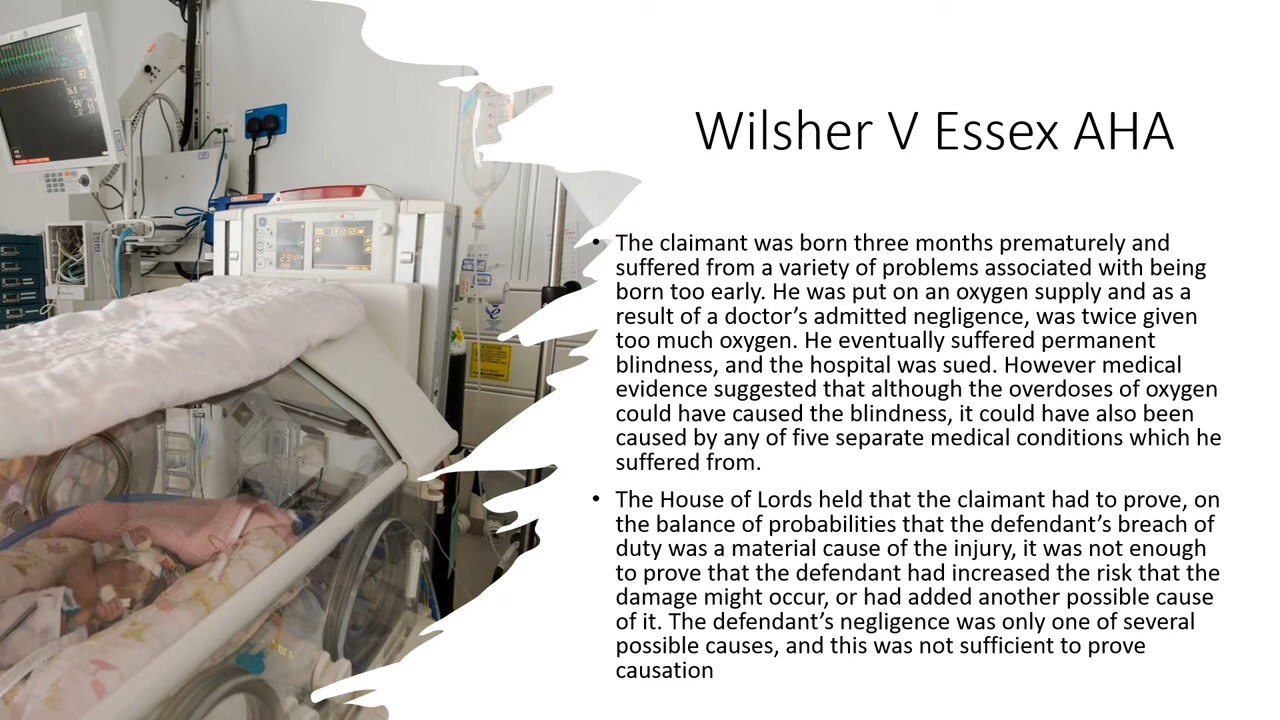 Wilsher V Essex AHA
• The claimant was born three months prematurely and
suffered from a variety of problems associated with being
born too early. He was put on an oxygen supply and as a
result of a doctor’s admitted negligence, was twice given
too much oxygen. He eventually suffered permanent
blindness, and the hospital was sued. However medical
evidence suggested that although the overdoses of oxygen
could have caused the blindness, it could have also been
caused by any of five separate medical conditions which he
suffered from.
• The House of Lords held that the claimant had to prove, on
the balance of probabilities that the defendant’s breach of
duty was a material cause of the injury, it was not enough
to prove that the defendant had increased the risk that the
damage might occur, or had added another possible cause
of it. The defendant’s negligence was only one of several
possible causes, and this was not sufficient to prove
causation